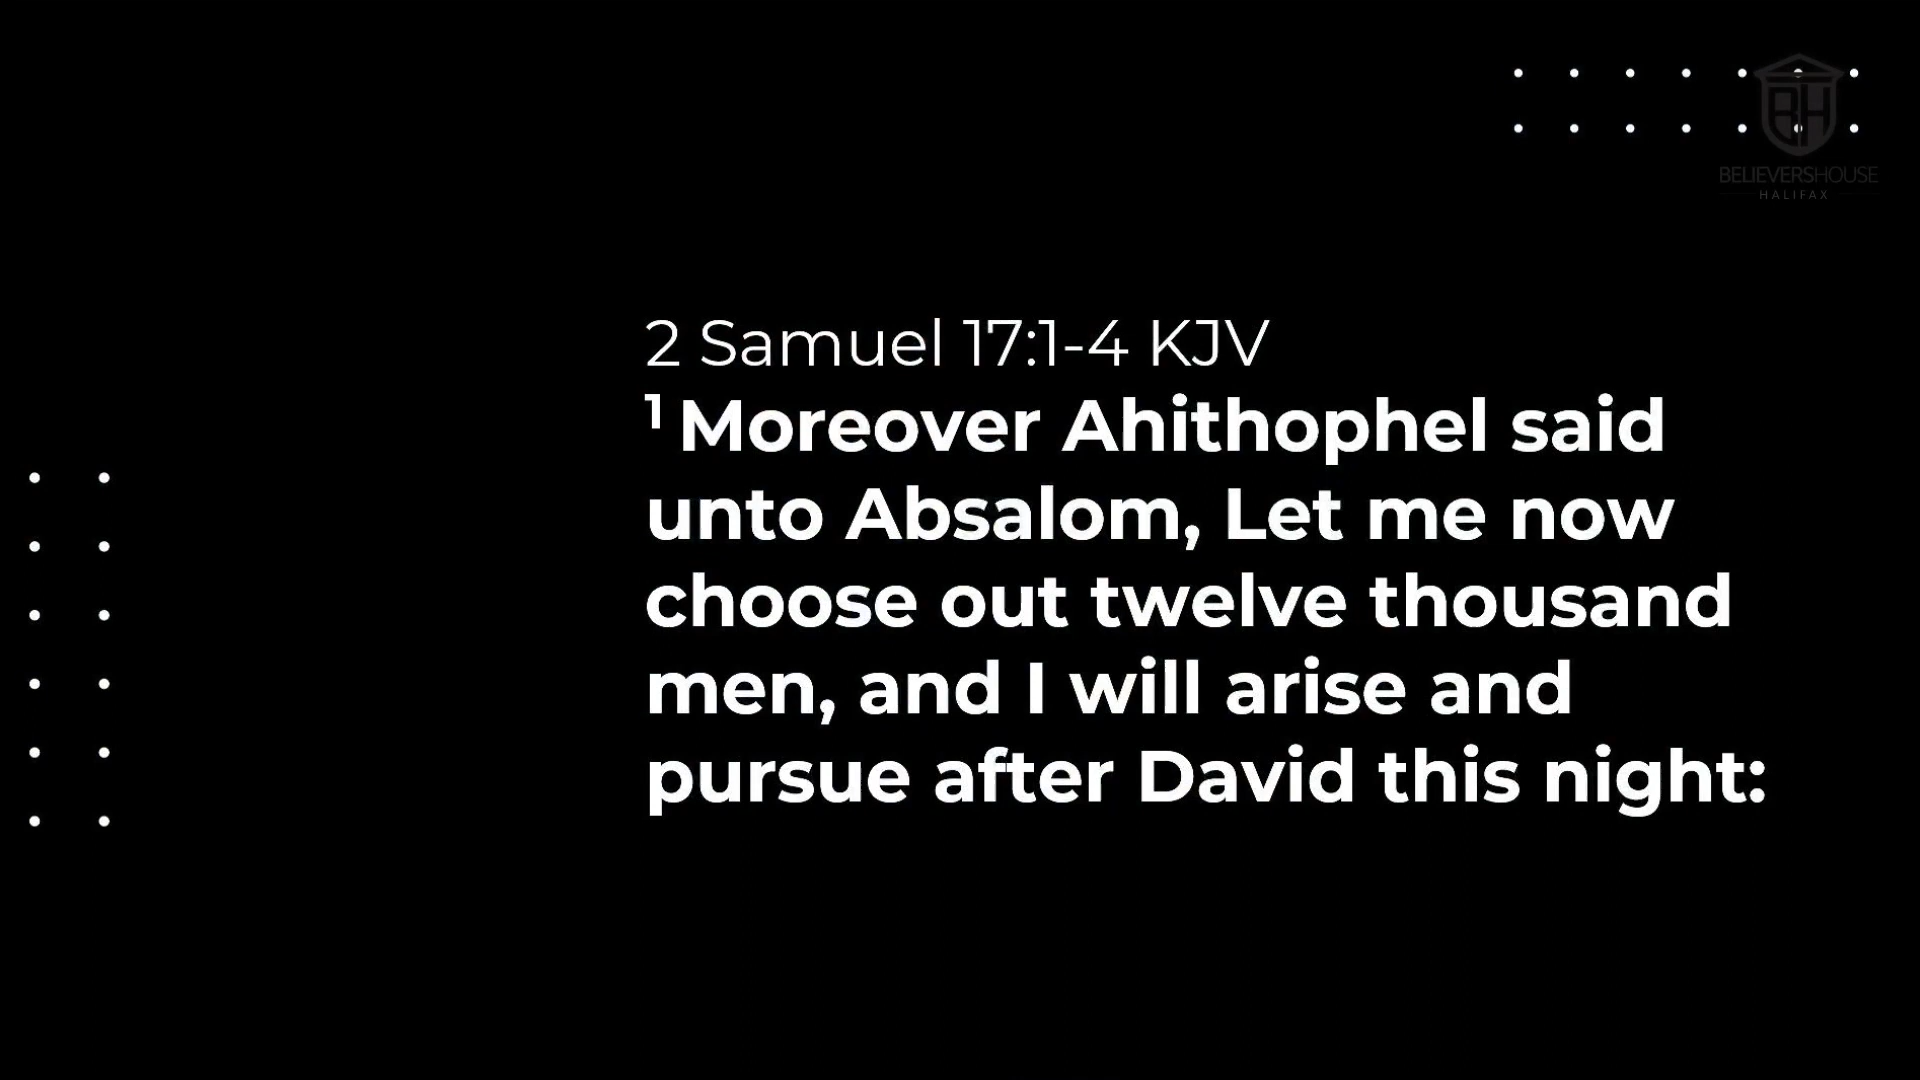 BH
BELIEVERSHOUSE
HALIFAX
2 Samuel 17:1-4 KJV
1 Moreover Ahithophel said
unto Absalom, Let me now
choose out twelve thousand
men, and I will arise and
pursue after David this night: